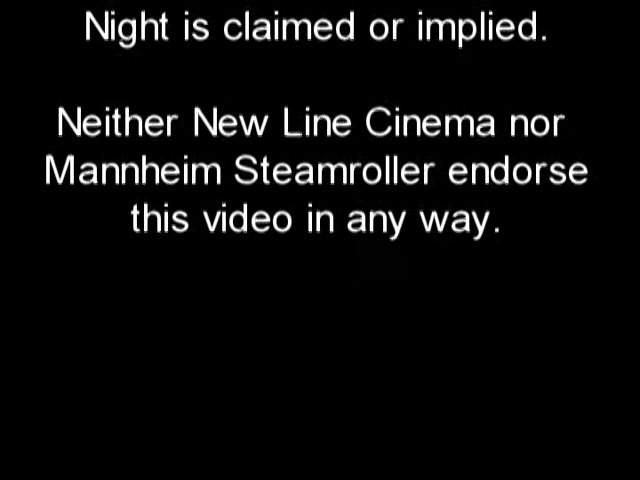 Night is claimed or implied.
Neither New Line Cinema nor
Mannheim Steamroller endorse
this video in any way.